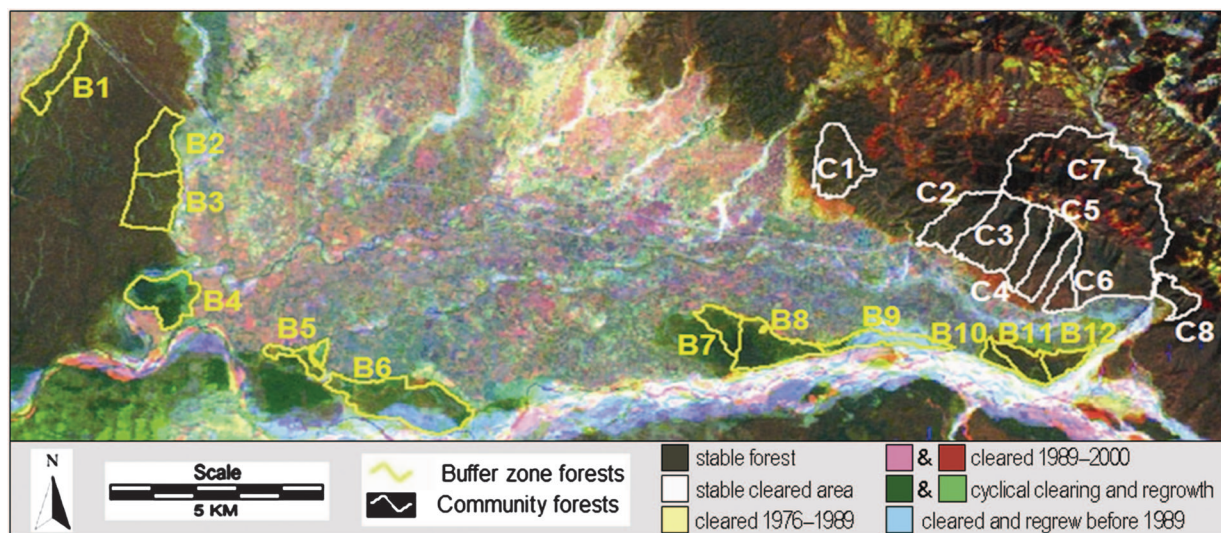 B1
B2
B3
B4
B5
B6
B7
B8
B9
B10
B11
B12
C1
C2
C3
C4
C5
C6
C7
C8
N
Scale
5 KM
Buffer zone forests
Community forests
stable forest
stable cleared area
cleared 1976–1989
& cleared 1989–2000
& cyclical clearing and regrowth
cleared and regrew before 1989